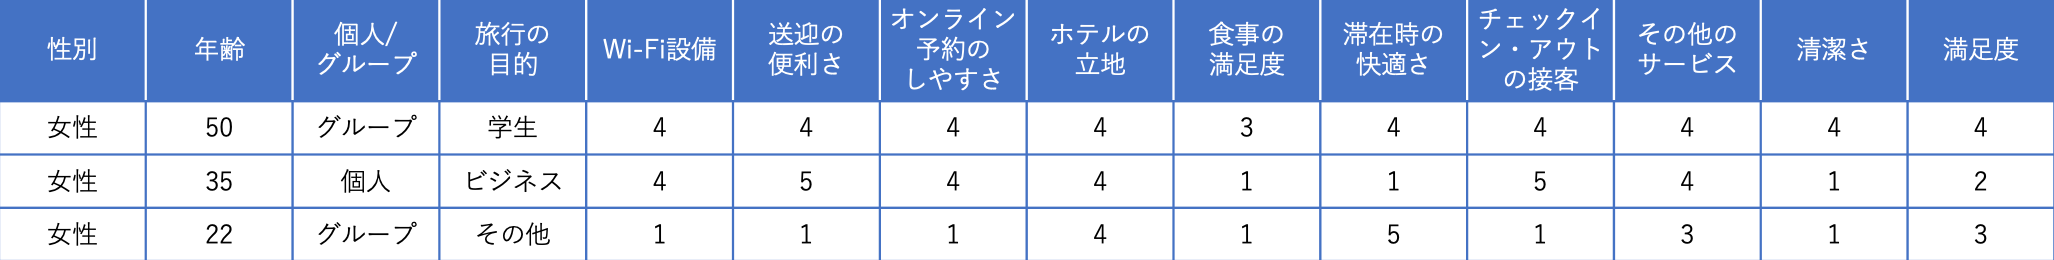 性別 年齢 個人/グループ 旅行の目的 Wi-Fi設備 送迎の便利さ オンライン予約のしやすさ ホテルの立地 食事の満足度 滞在時の快適さ チェックイン・アウトの接客 その他のサービス 清潔さ 満足度
女性 50 グループ 学生 4 4 4 4 3 4 4 4 4 4
女性 35 個人 ビジネス 4 5 4 4 1 1 5 4 1 2
女性 22 グループ その他 1 1 1 4 1 5 1 3 1 3